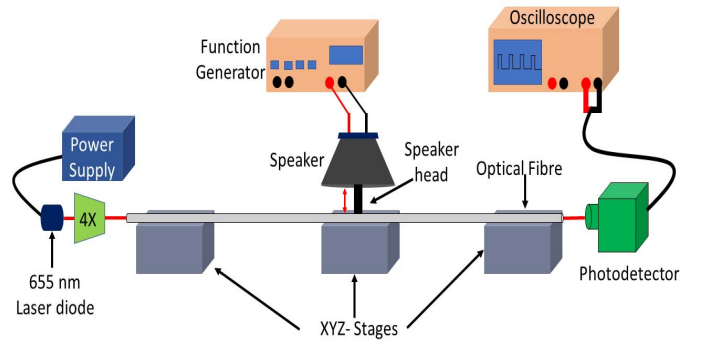 Function
Generator
Oscilloscope
Power
Supply
Speaker
Speaker
head
Optical Fibre
4X
655 nm
Laser diode
Photodetector
XYZ- Stages